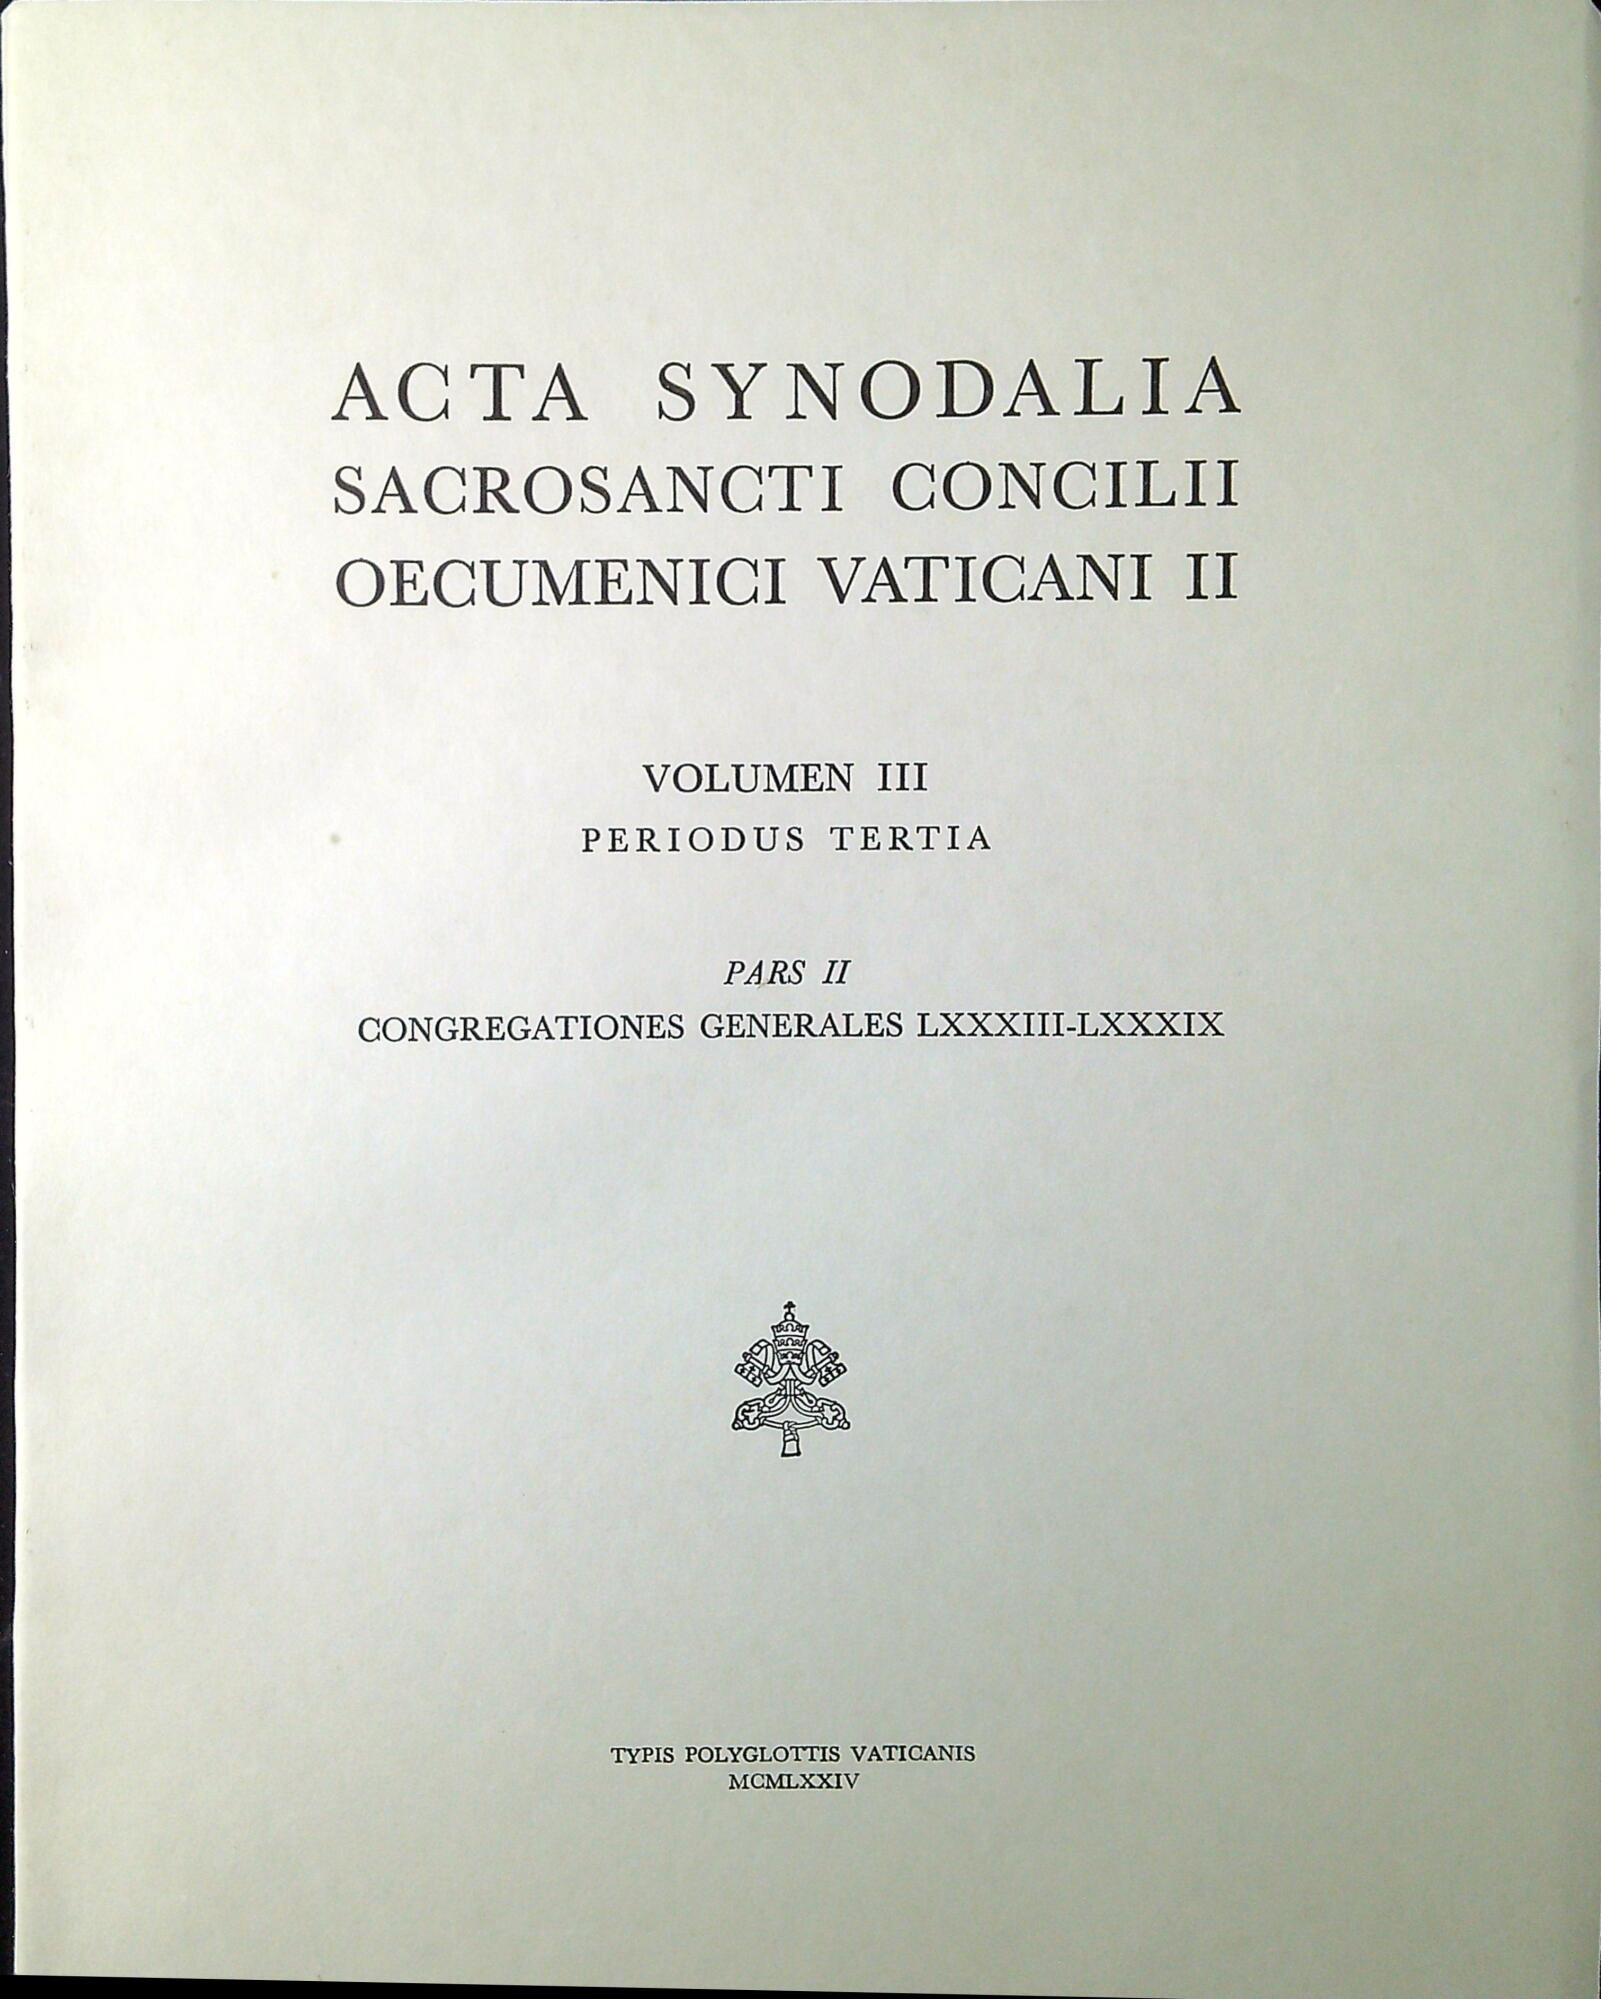 ACTA SYNODALIA
SACROSANCTI CONCILII
OECUMENICI VATICANI II
VOLUMEN III
PERIODUS TERTIA
PARS II
CONGREGATIONES GENERALES LXXXIII-LXXXIX
TYPIS POLYGLOTTIS VATICANIS
MCMLXXIV